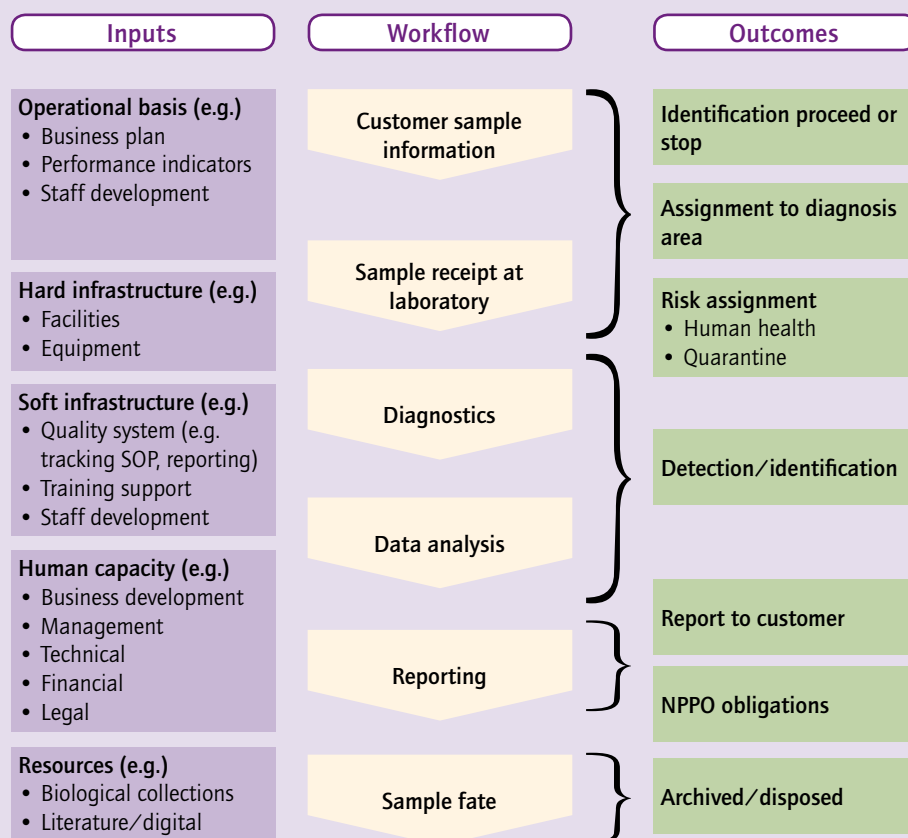 Inputs
Workflow
Outcomes
Operational basis (e.g.)
• Business plan
• Performance indicators
• Staff development
Hard infrastructure (e.g.)
• Facilities
• Equipment
Soft infrastructure (e.g.)
• Quality system (e.g.
tracking SOP, reporting)
• Training support
• Staff development
Human capacity (e.g.)
• Business development
• Management
• Technical
• Financial
• Legal
Resources (e.g.)
• Biological collections
• Literature/digital
Customer sample
information
Sample receipt at
laboratory
Diagnostics
Data analysis
Reporting
Sample fate
Identification proceed or
stop
Assignment to diagnosis
area
Risk assignment
• Human health
• Quarantine
Detection/identification
Report to customer
NPPO obligations
Archived/disposed